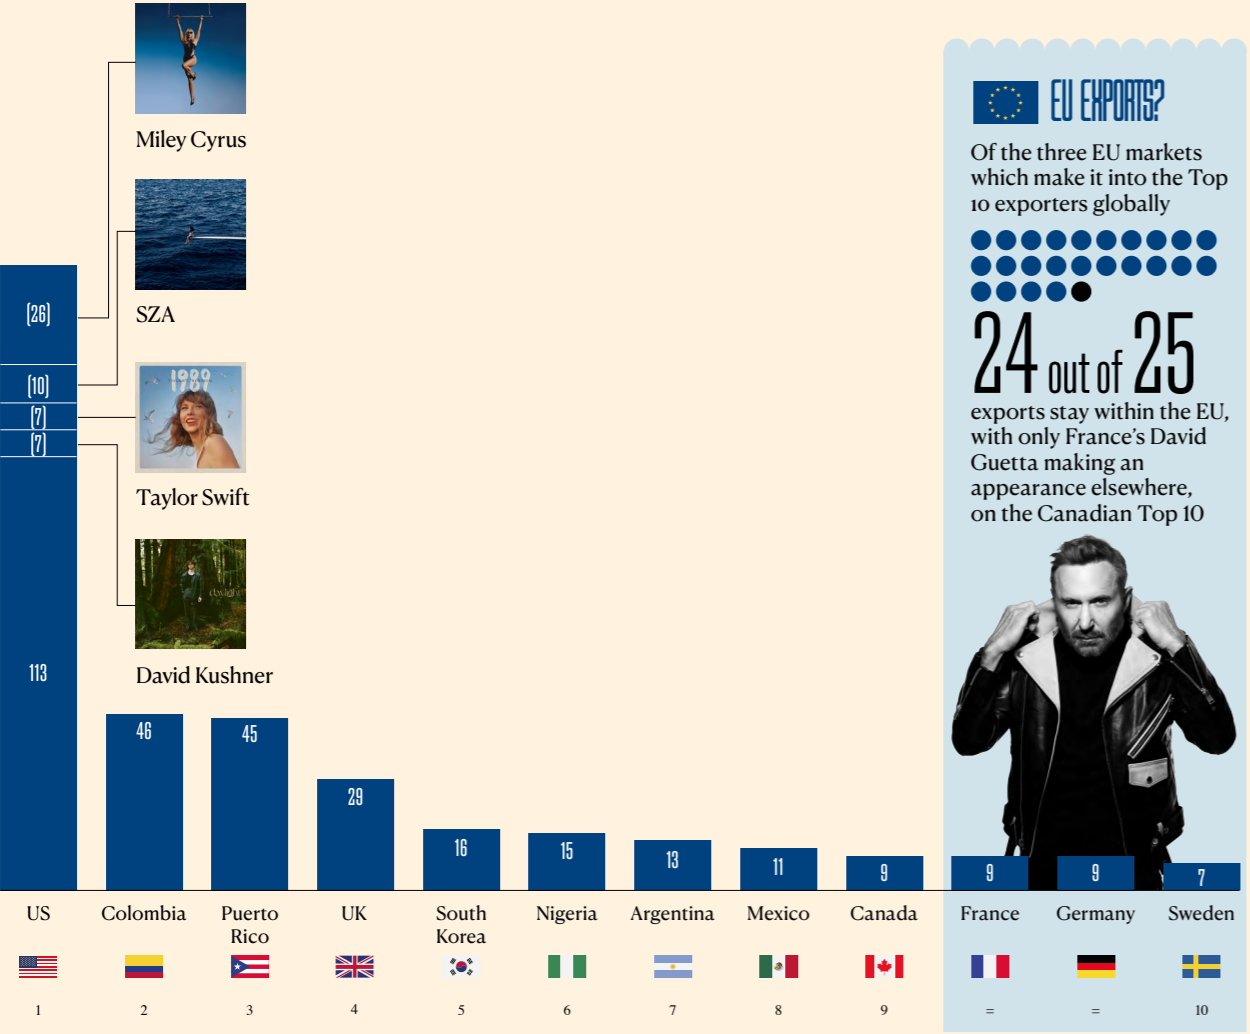 Miley Cyrus
SZA
1989
Taylor Swift
daylight
David Kushner
(26)
(10)
(7)
(7)
113
46
45
29
16
15
13
11
9
9
9
7
US
Colombia
Puerto
Rico
UK
South
Korea
Nigeria
Argentina
Mexico
Canada
France
Germany
Sweden
1
2
3
4
5
6
7
8
9
=
=
10
EU EXPORTS?
Of the three EU markets
which make it into the Top
10 exporters globally
24 out of 25
exports stay within the EU,
with only France's David
Guetta making an
appearance elsewhere,
on the Canadian Top 10